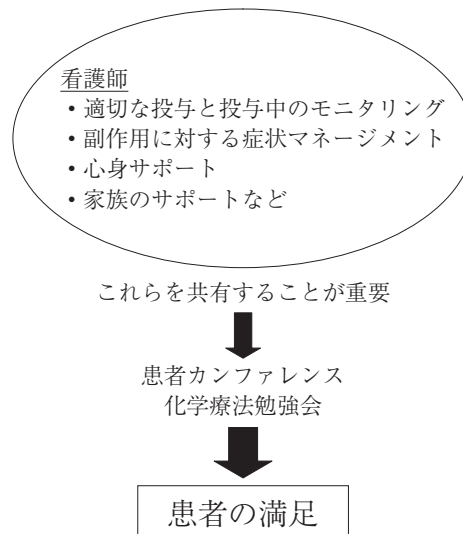 看護師
・適切な投与と投与中のモニタリング
・副作用に対する症状マネージメント
・心身サポート
・家族のサポートなど
これらを共有することが重要
患者カンファレンス
化学療法勉強会
患者の満足